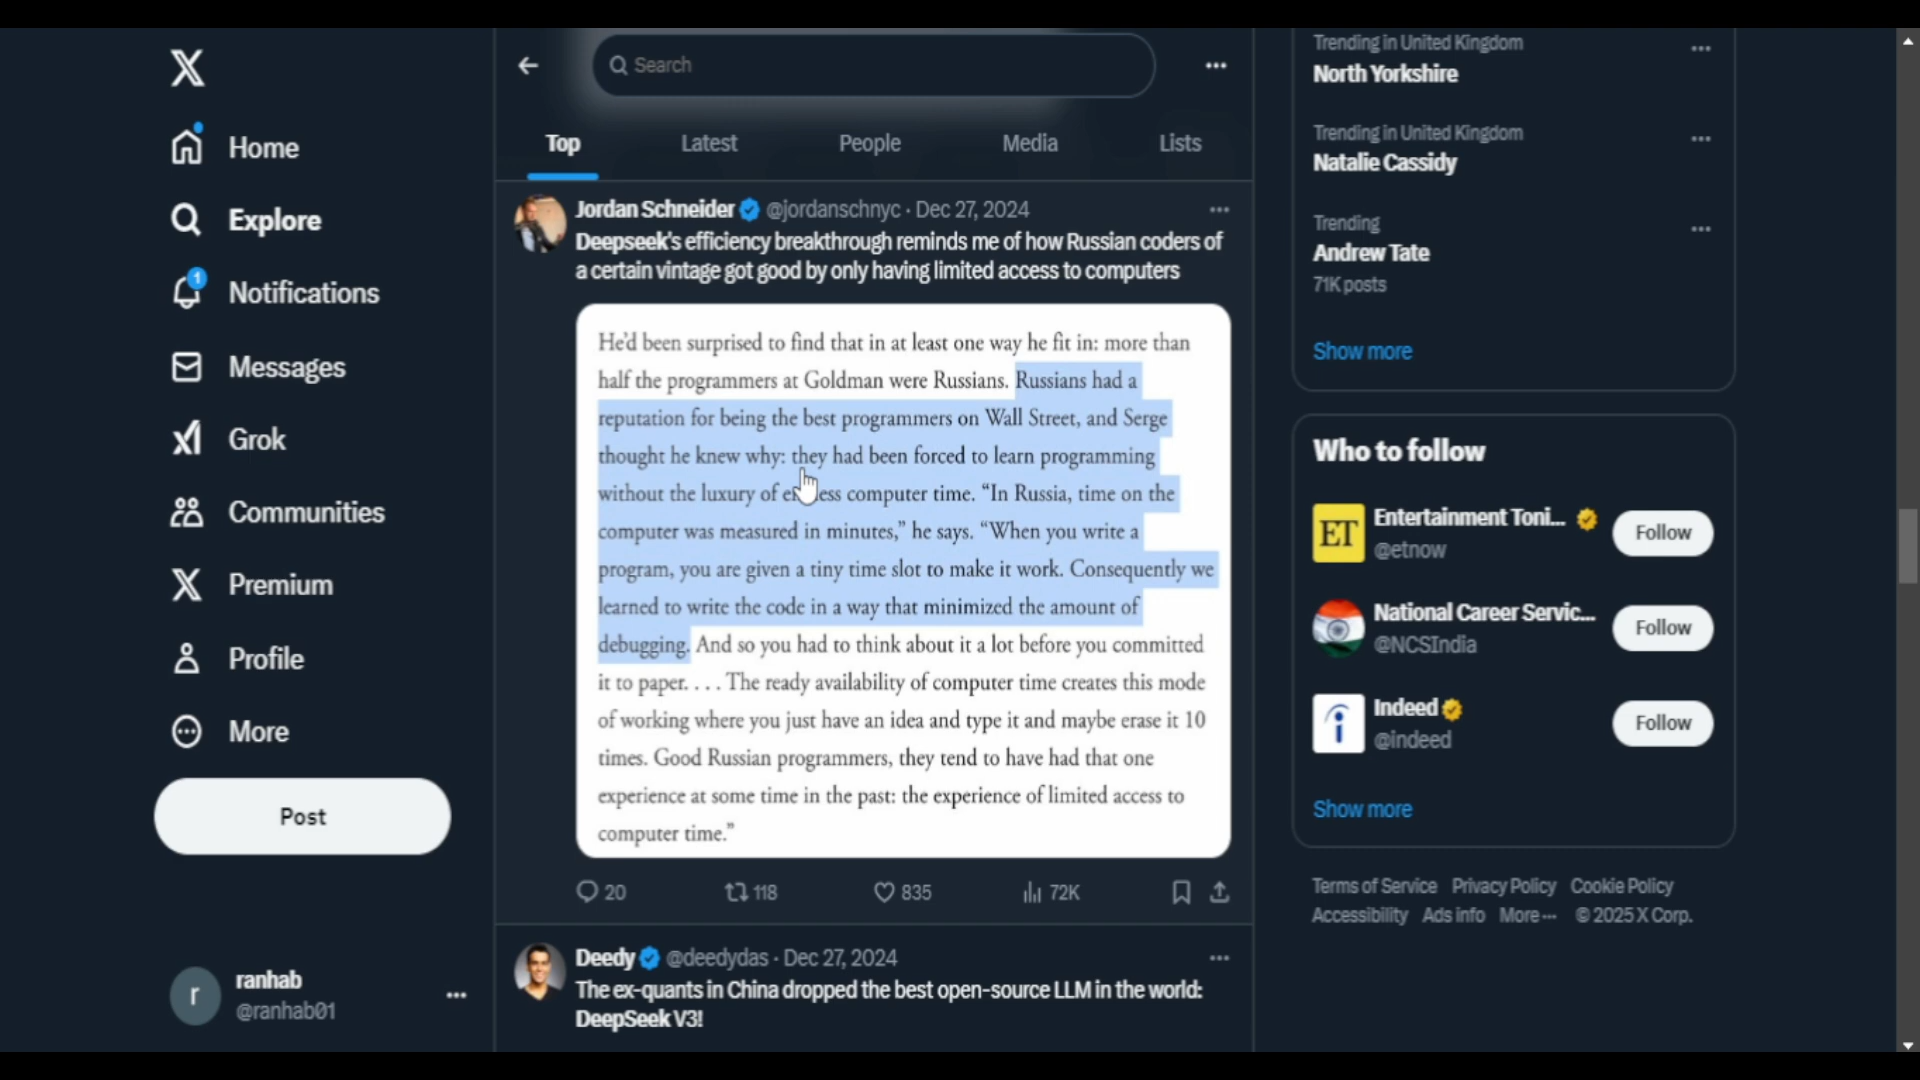 Home
Explore
1
Notifications
Messages
Grok
Communities
Premium
Profile
More
Post
r
ranhab
@ranhab01
Search
Top
Latest
People
Media
Lists
Jordan Schneider @jordanschnyc · Dec 27, 2024
Deepseek's efficiency breakthrough reminds me of how Russian coders of
a certain vintage got good by only having limited access to computers
He'd been surprised to find that in at least one way he fit in: more than
half the programmers at Goldman were Russians. Russians had a
reputation for being the best programmers on Wall Street, and Serge
thought he knew why: they had been forced to learn programming
without the luxury of computer time. “In Russia, time on the
computer was measured in minutes,” he says. “When you write a
program, you are given a tiny time slot to make it work. Consequently we
learned to write the code in a way that minimized the amount of
debugging. And so you had to think about it a lot before you committed
it to paper. . . . The ready availability of computer time creates this mode
of working where you just have an idea and type it and maybe erase it 10
times. Good Russian programmers, they tend to have had that one
experience at some time in the past: the experience of limited access to
computer time.”
20
118
835
72K
Deedy @deedydas · Dec 27, 2024
The ex-quants in China dropped the best open-source LLM in the world:
DeepSeek V3!
Trending in United Kingdom
North Yorkshire
Trending in United Kingdom
Natalie Cassidy
Trending
Andrew Tate
71K posts
Show more
Who to follow
ET
Entertainment Toni...
@etnow
Follow
National Career Servic...
@NCSIndia
Follow
Indeed
@indeed
Follow
Show more
Terms of Service Privacy Policy Cookie Policy
Accessibility Ads info More ··· © 2025 X Corp.